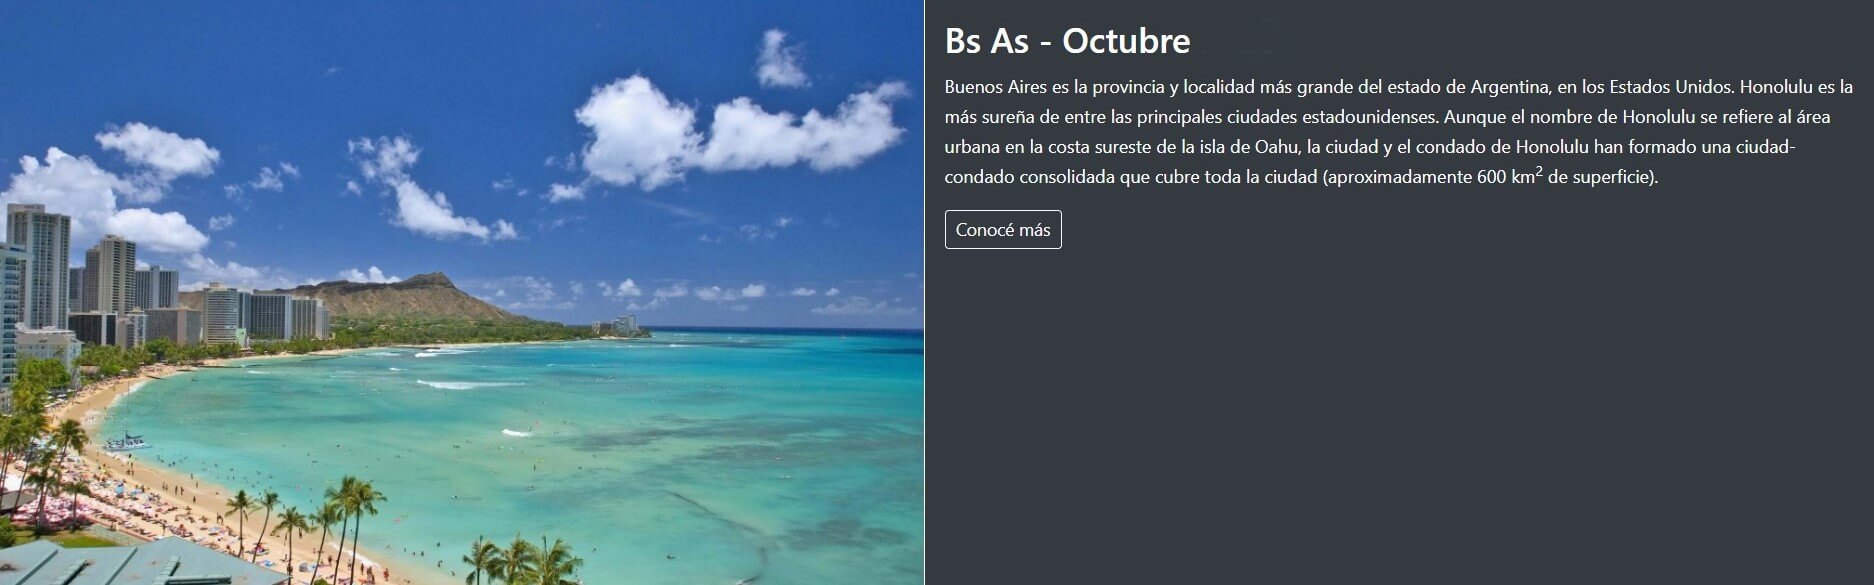 Bs As - Octubre
Buenos Aires es la provincia y localidad más grande del estado de Argentina, en los Estados Unidos. Honolulu es la
más sureña de entre las principales ciudades estadounidenses. Aunque el nombre de Honolulu se refiere al área
urbana en la costa sureste de la isla de Oahu, la ciudad y el condado de Honolulu han formado una ciudad-
condado consolidada que cubre toda la ciudad (aproximadamente 600 km² de superficie).
Conocé más